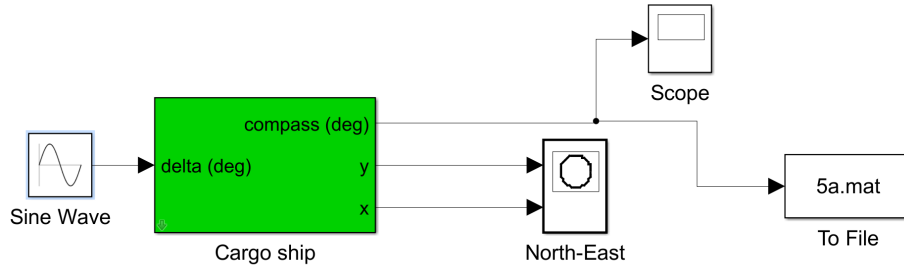 Scope
compass (deg)
delta (deg)
y
x
Sine Wave
Cargo ship
North-East
5a.mat
To File